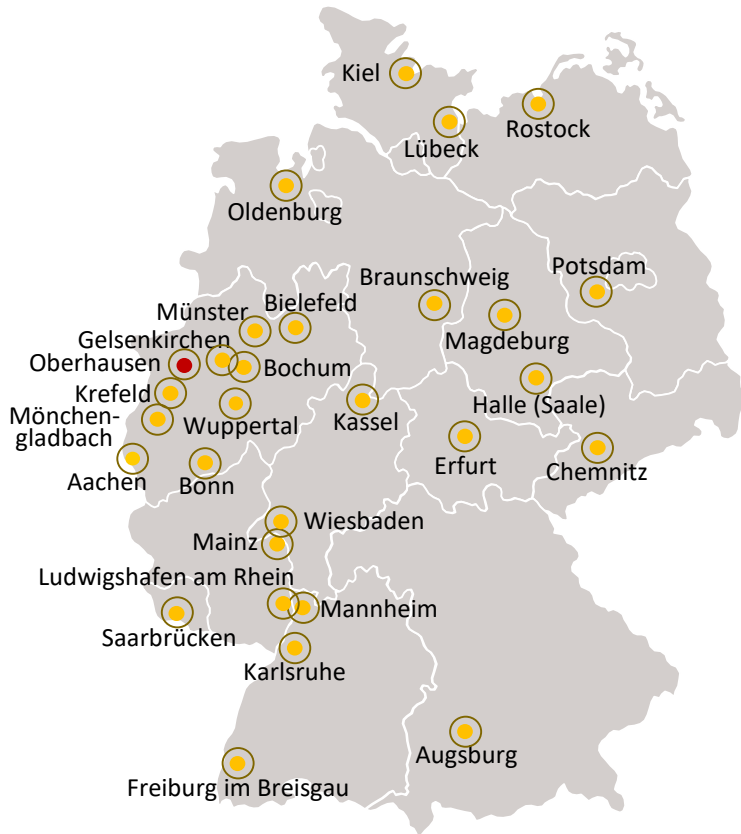 Kiel
Rostock
Lübeck
Oldenburg
Braunschweig
Potsdam
Münster
Bielefeld
Magdeburg
Gelsenkirchen
Oberhausen
Bochum
Krefeld
Halle (Saale)
Mönchen-
gladbach
Wuppertal
Kassel
Erfurt
Chemnitz
Aachen
Bonn
Wiesbaden
Mainz
Ludwigshafen am Rhein
Mannheim
Saarbrücken
Karlsruhe
Augsburg
Freiburg im Breisgau